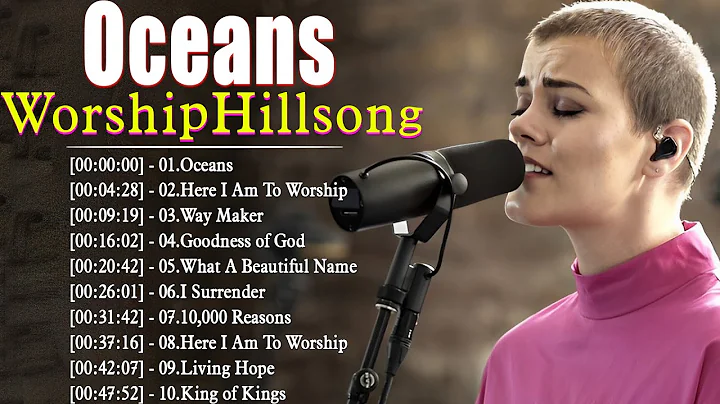 Oceans
WorshipHillsong
[00:00:00] - 01.Oceans
[00:04:28] - 02.Here I Am To Worship
[00:09:19] - 03.Way Maker
[00:16:02] - 04.Goodness of God
[00:20:42] - 05.What A Beautiful Name
[00:26:01] - 06.I Surrender
[00:31:42] - 07.10,000 Reasons
[00:37:16] - 08.Here I Am To Worship
[00:42:07] - 09.Living Hope
[00:47:52] - 10.King of Kings